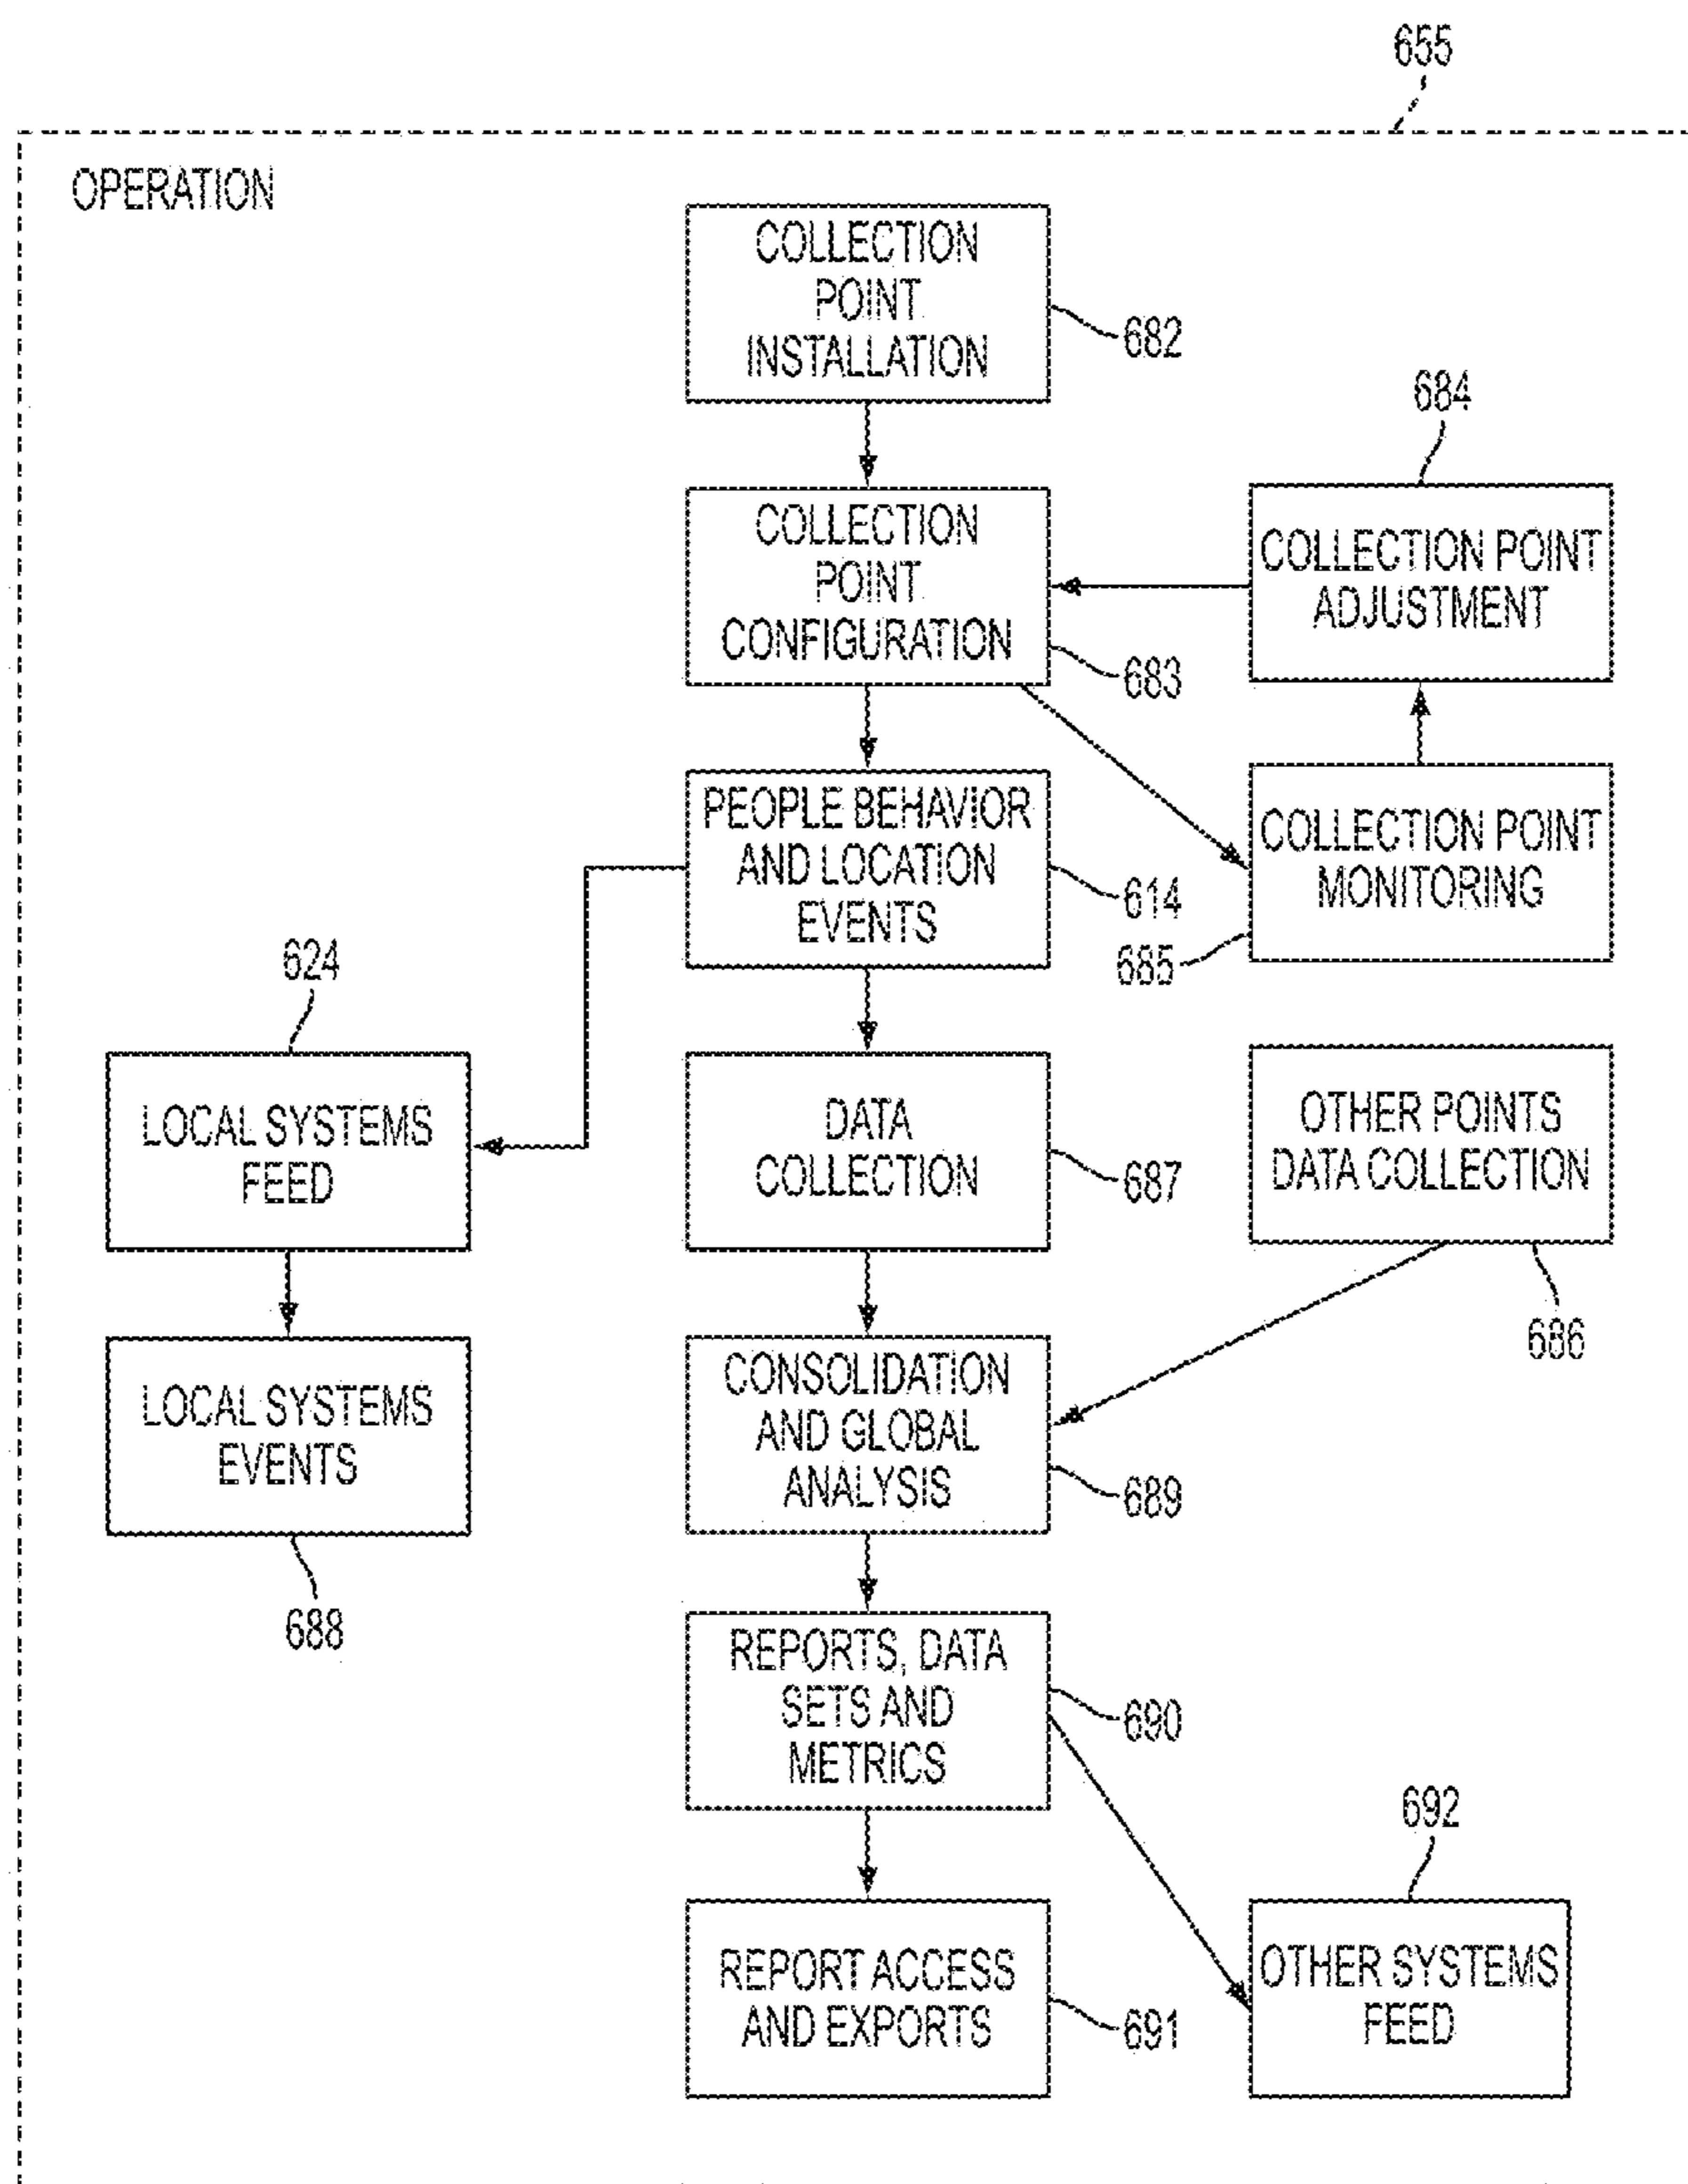 655
OPERATION
COLLECTION
POINT
INSTALLATION
682
684
COLLECTION
POINT
CONFIGURATION
683
COLLECTION POINT
ADJUSTMENT
PEOPLE BEHAVIOR
AND LOCATION
EVENTS
614
COLLECTION POINT
MONITORING
685
624
LOCAL SYSTEMS
FEED
DATA
COLLECTION
687
OTHER POINTS
DATA COLLECTION
686
LOCAL SYSTEMS
EVENTS
688
CONSOLIDATION
AND GLOBAL
ANALYSIS
689
REPORTS, DATA
SETS AND
METRICS
690
692
REPORT ACCESS
AND EXPORTS
691
OTHER SYSTEMS
FEED